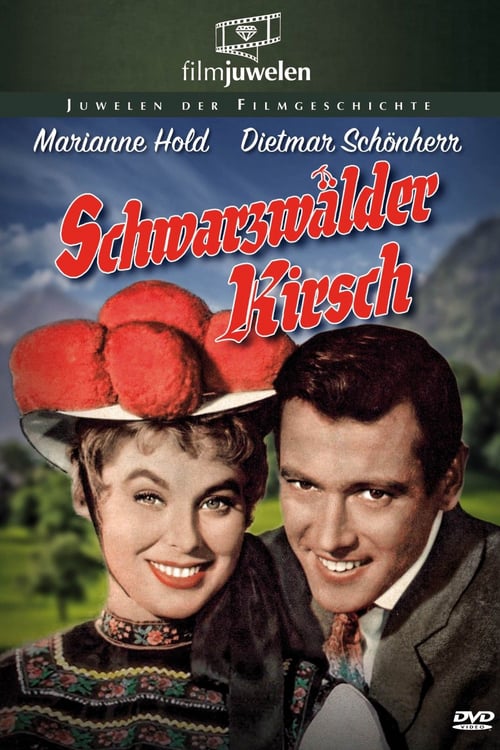 filmjuwelen
JUWELEN DER FILMGESCHICHTE
Marianne Hold Dietmar Schönherr
Schwarzwälder
Kirsch
DVD
VIDEO